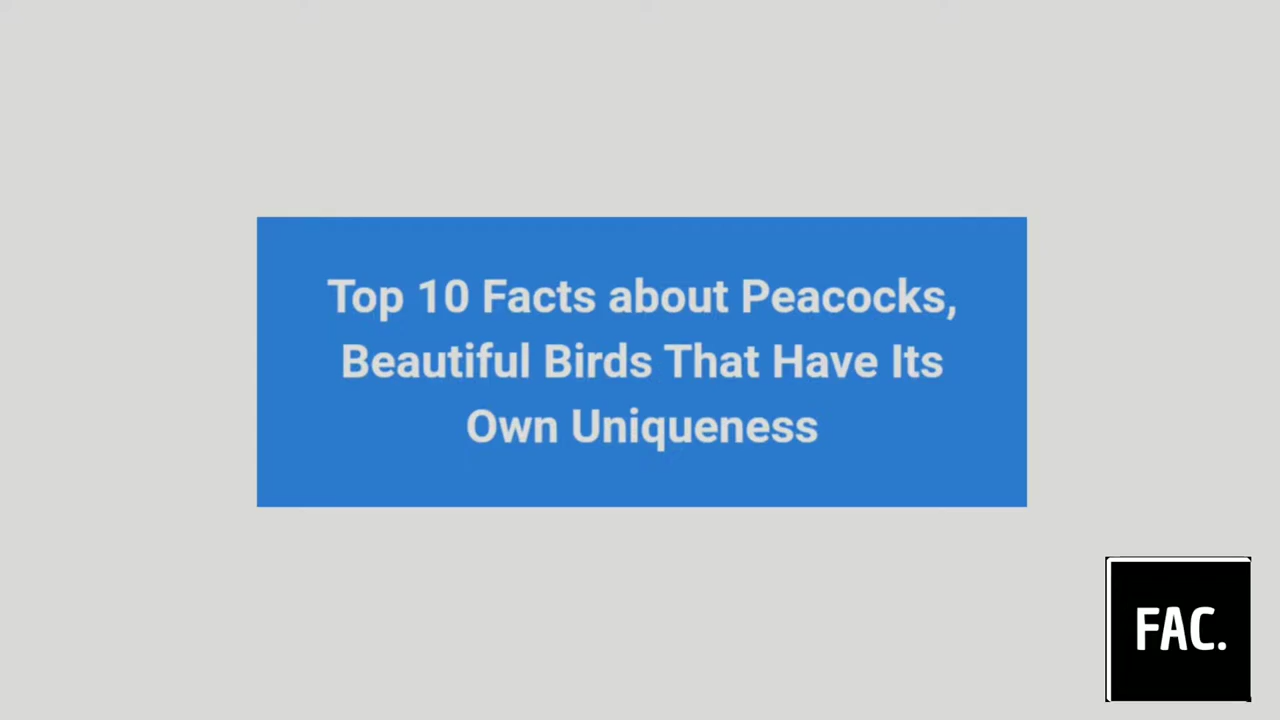 Top 10 Facts about Peacocks,
Beautiful Birds That Have Its
Own Uniqueness
FAC.